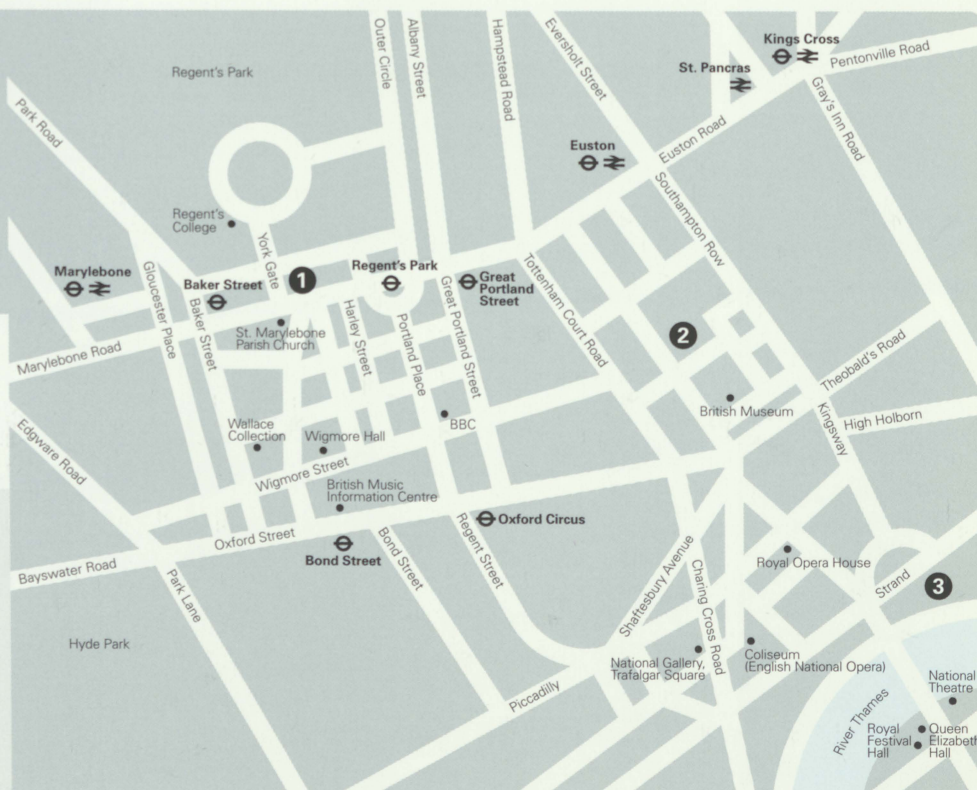 Outer Circle
Albany Street
Hampstead Road
Eversholt Street
Kings Cross
Pentonville Road
Regent's Park
St. Pancras
Gray's Inn Road
Park Road
Euston Road
Euston
Southampton Row
Regent's
College
York Gate
Marylebone
Gloucester Place
Baker Street
1
Regent's Park
Great
Portland
Street
Tottenham Court Road
Baker Street
St. Marylebone
Parish Church
Harley Street
Portland Place
Great Portland Street
2
Marylebone Road
Theobald's Road
British Museum
Kingsway
High Holborn
Edgware Road
Wallace
Collection
Wigmore Hall
BBC
Wigmore Street
British Music
Information Centre
Oxford Street
Oxford Circus
Bond Street
Bond Street
Regent Street
Bayswater Road
Park Lane
Shaftesbury Avenue
Charing Cross Road
Royal Opera House
Strand
3
Hyde Park
National Gallery,
Trafalgar Square
Coliseum
(English National Opera)
Piccadilly
River Thames
National
Theatre
Royal
Festival
Hall
Queen
Elizabeth
Hall